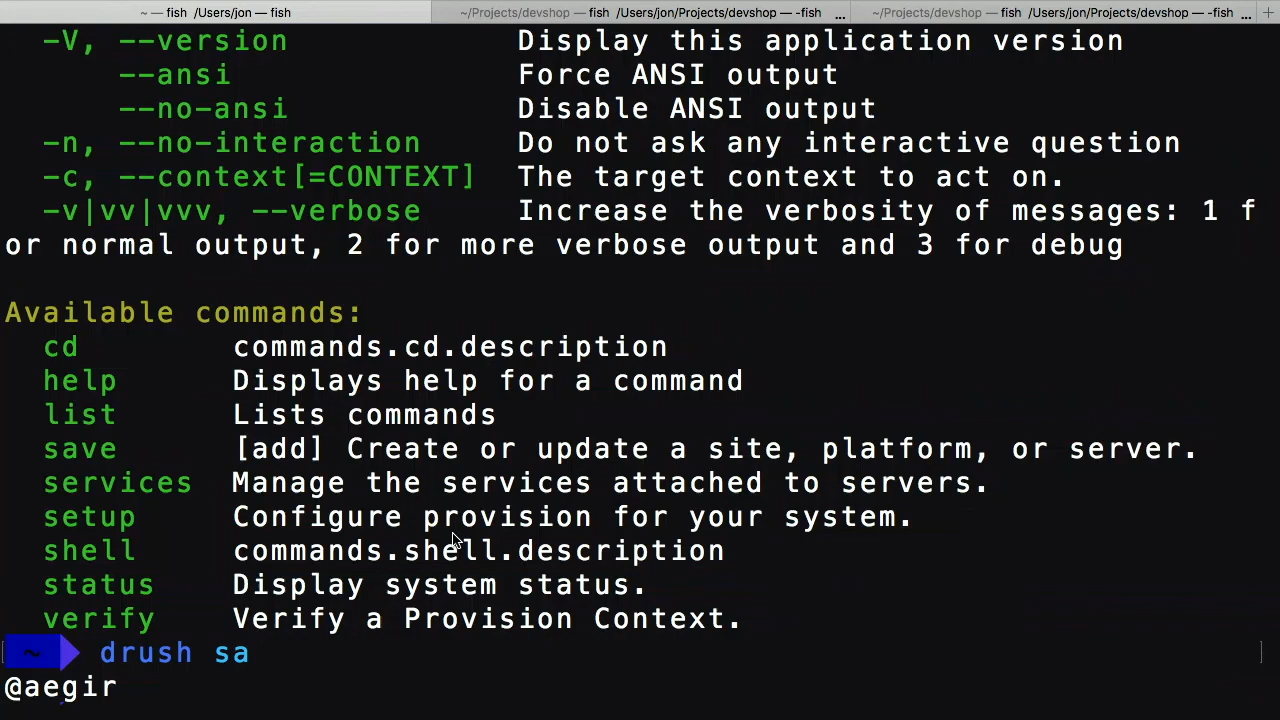 ~ — fish /Users/jon — fish
~/Projects/devshop — fish /Users/jon/Projects/devshop — -fish ...
~/Projects/devshop — fish /Users/jon/Projects/devshop — -fish ... +
-V, --version Display this application version
--ansi Force ANSI output
--no-ansi Disable ANSI output
-n, --no-interaction Do not ask any interactive question
-c, --context[=CONTEXT] The target context to act on.
-v|vv|vvv, --verbose Increase the verbosity of messages: 1 f
or normal output, 2 for more verbose output and 3 for debug
Available commands:
cd commands.cd.description
help Displays help for a command
list Lists commands
save [add] Create or update a site, platform, or server.
services Manage the services attached to servers.
setup Configure provision for your system.
shell commands.shell.description
status Display system status.
verify Verify a Provision Context.
[ ~ drush sa ]
@aegir